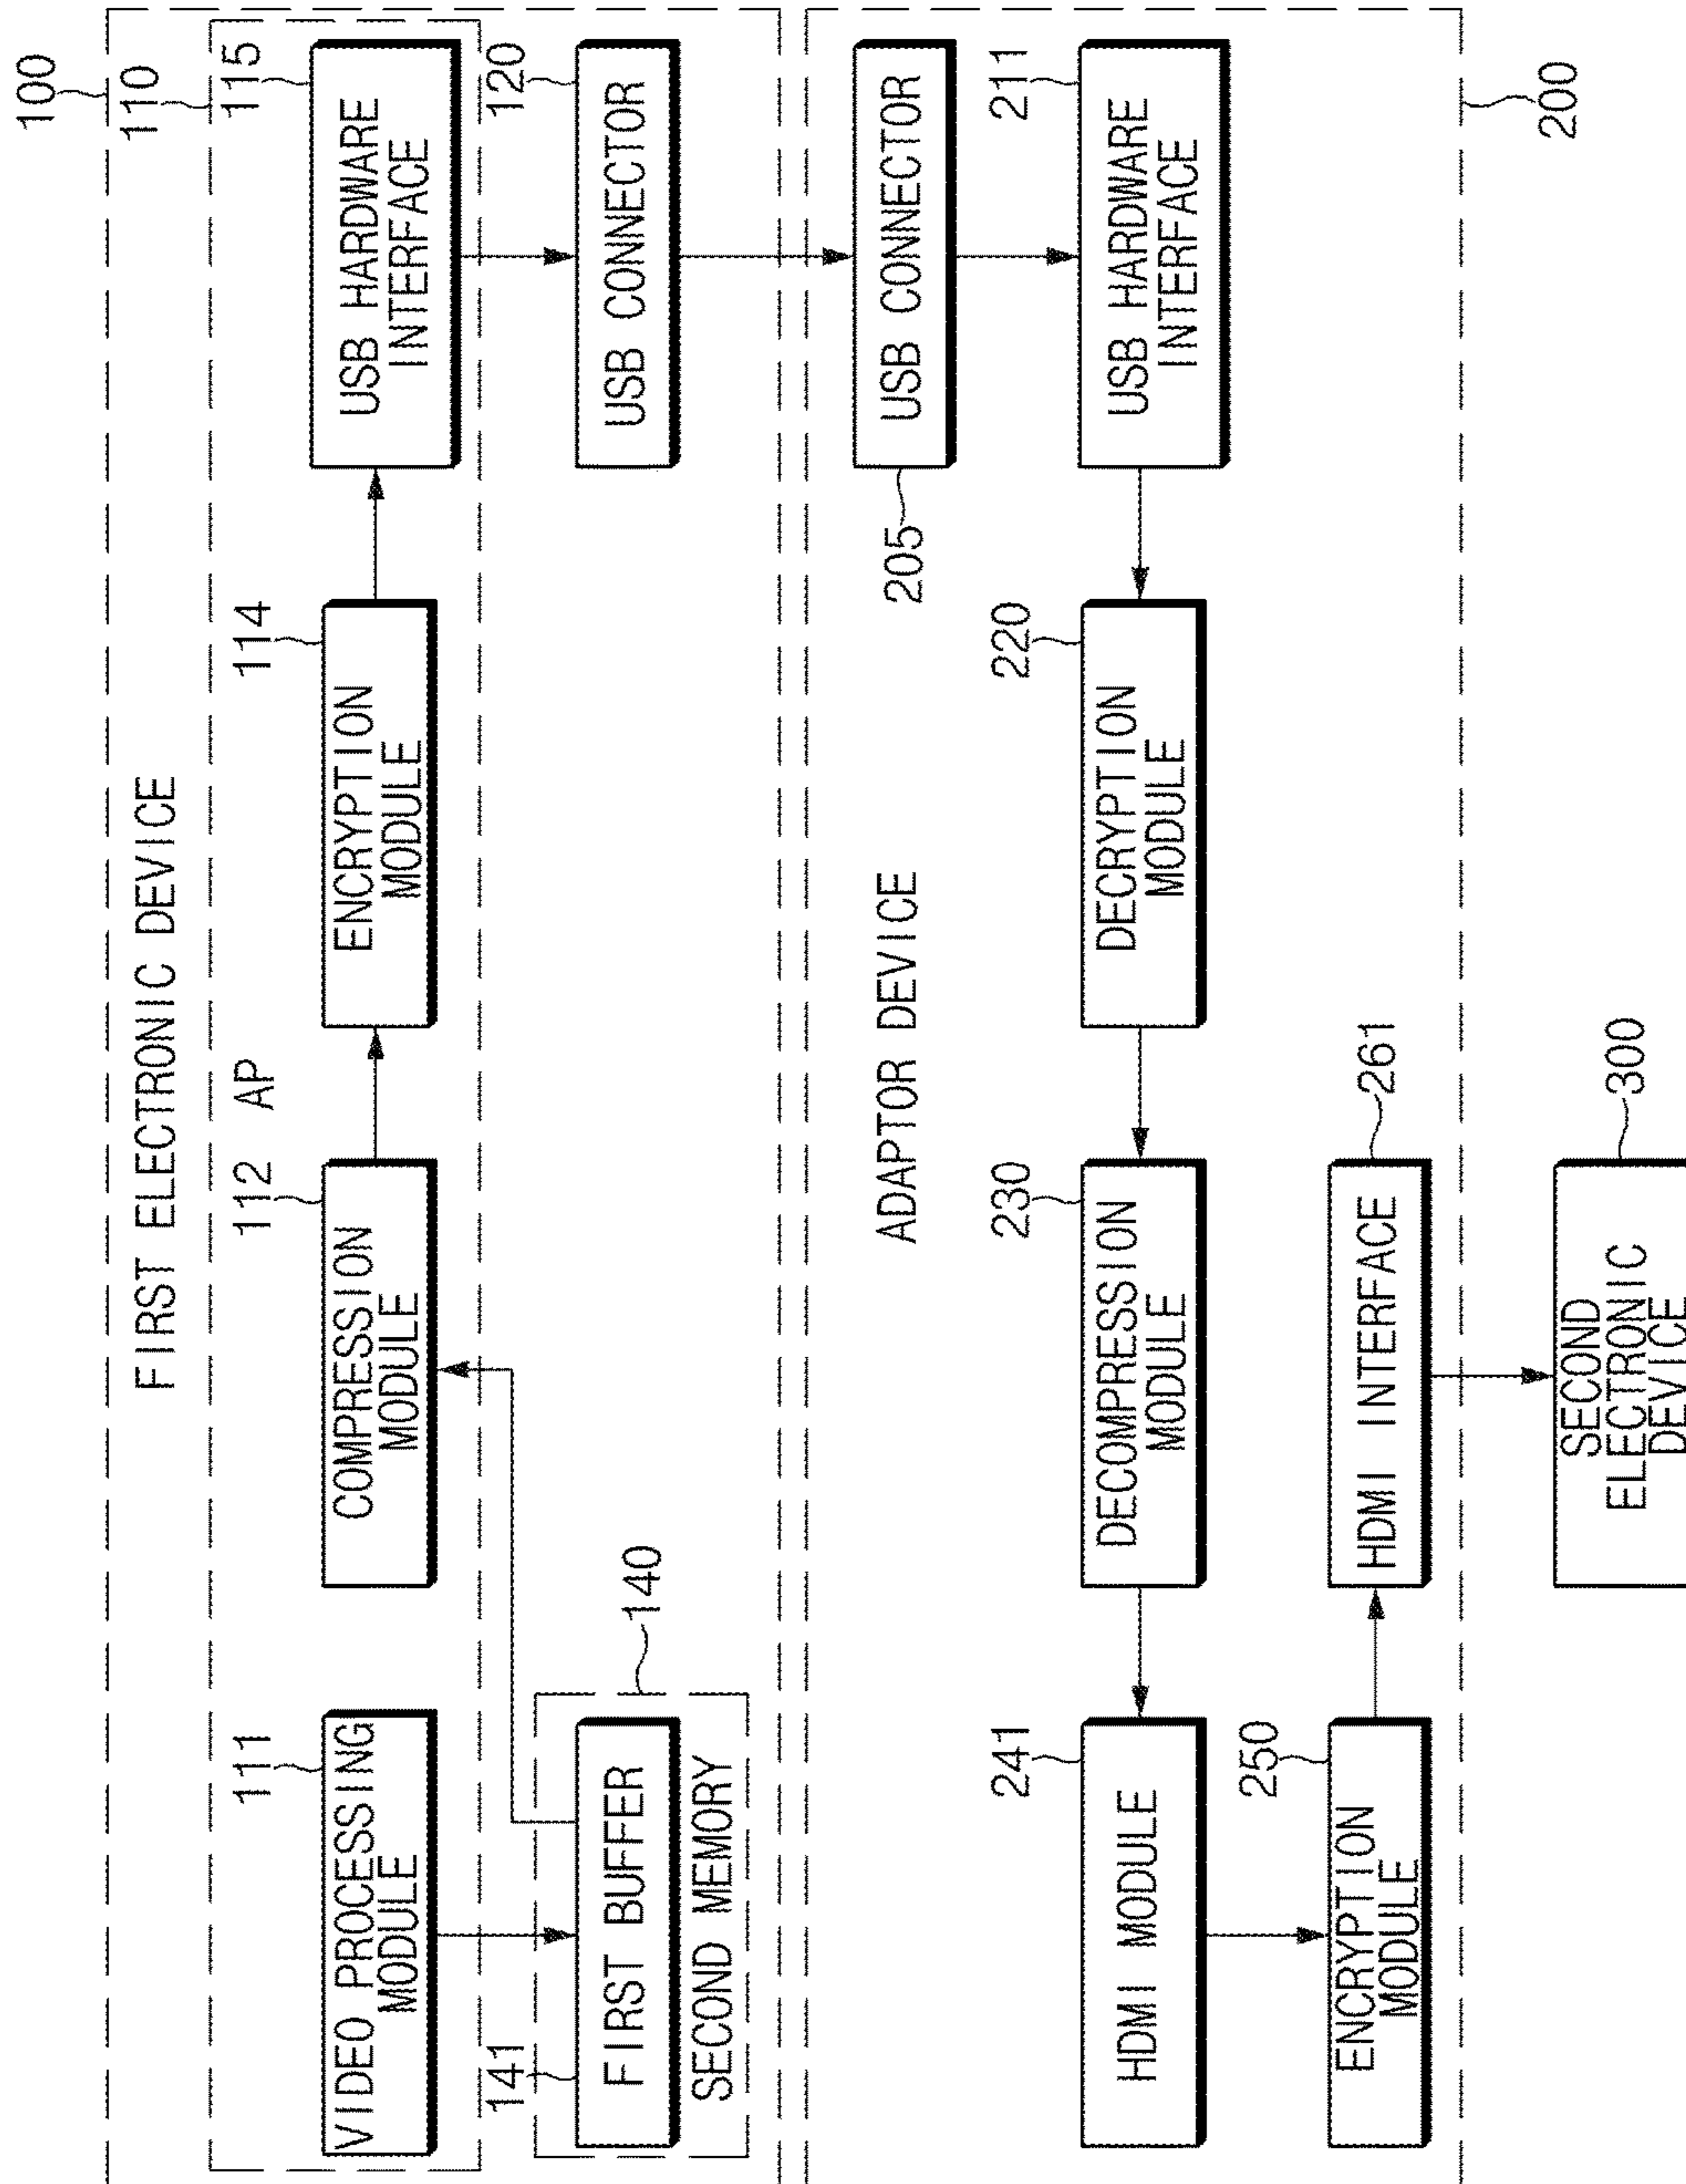 100
FIRST ELECTRONIC DEVICE
110
AP
111
VIDEO PROCESSING
MODULE
112
COMPRESSION
MODULE
114
ENCRYPTION
MODULE
115
USB HARDWARE
INTERFACE
141
FIRST BUFFER
SECOND MEMORY
140
120
USB CONNECTOR
ADAPTOR DEVICE
205
USB CONNECTOR
241
HDMI MODULE
230
DECOMPRESSION
MODULE
220
DECRYPTION
MODULE
211
USB HARDWARE
INTERFACE
250
ENCRYPTION
MODULE
HDMI INTERFACE
261
200
SECOND
ELECTRONIC
DEVICE
300